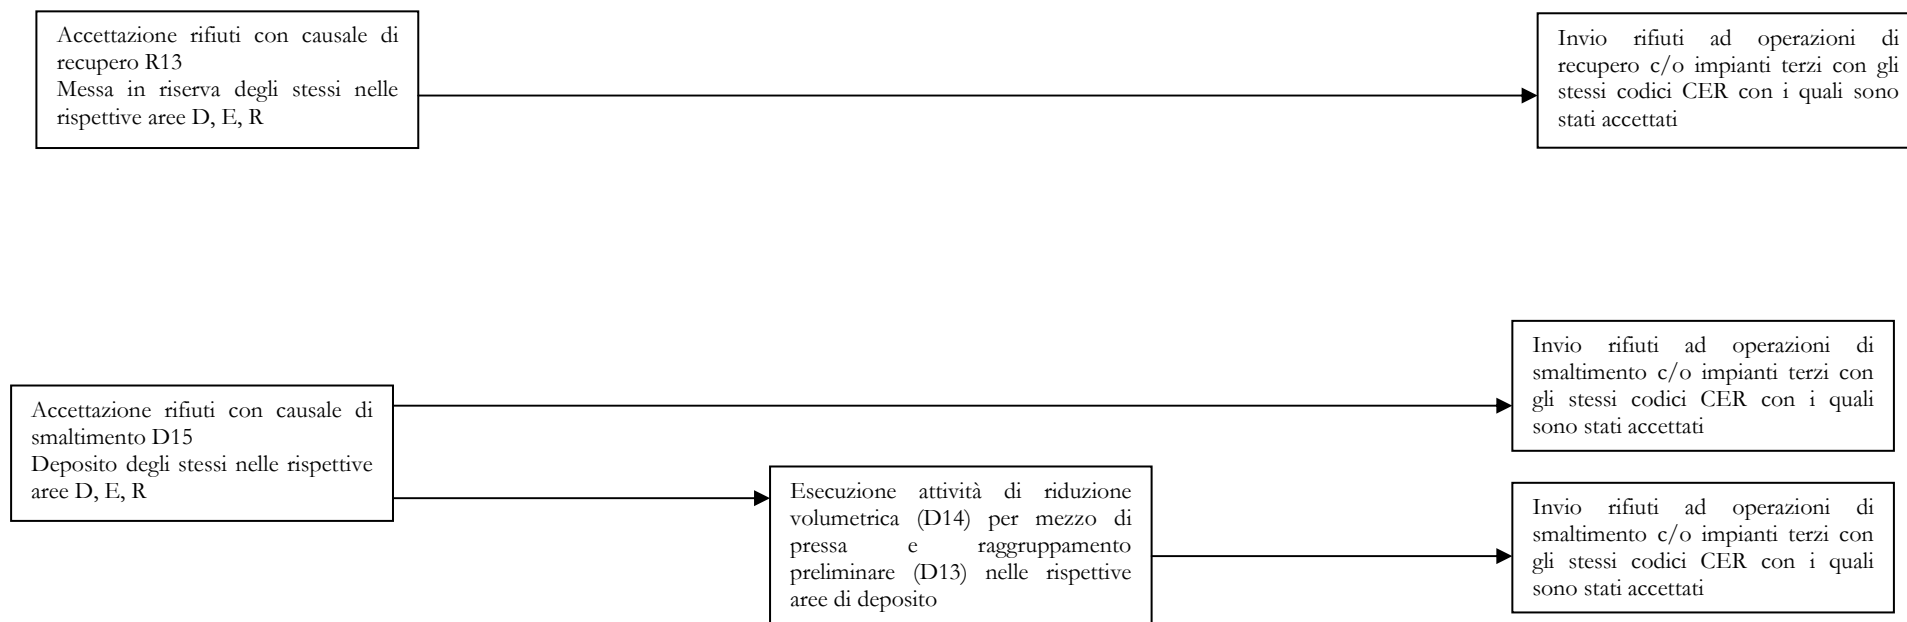 Accettazione rifiuti con causale di
recupero R13
Messa in riserva degli stessi nelle
rispettive aree D, E, R
Invio rifiuti ad operazioni di
recupero c/o impianti terzi con gli
stessi codici CER con i quali sono
stati accettati
Accettazione rifiuti con causale di
smaltimento D15
Deposito degli stessi nelle rispettive
aree D, E, R
Invio rifiuti ad operazioni di
smaltimento c/o impianti terzi con
gli stessi codici CER con i quali
sono stati accettati
Esecuzione attività di riduzione
volumetrica (D14) per mezzo di
pressa e raggruppamento
preliminare (D13) nelle rispettive
aree di deposito
Invio rifiuti ad operazioni di
smaltimento c/o impianti terzi con
gli stessi codici CER con i quali
sono stati accettati